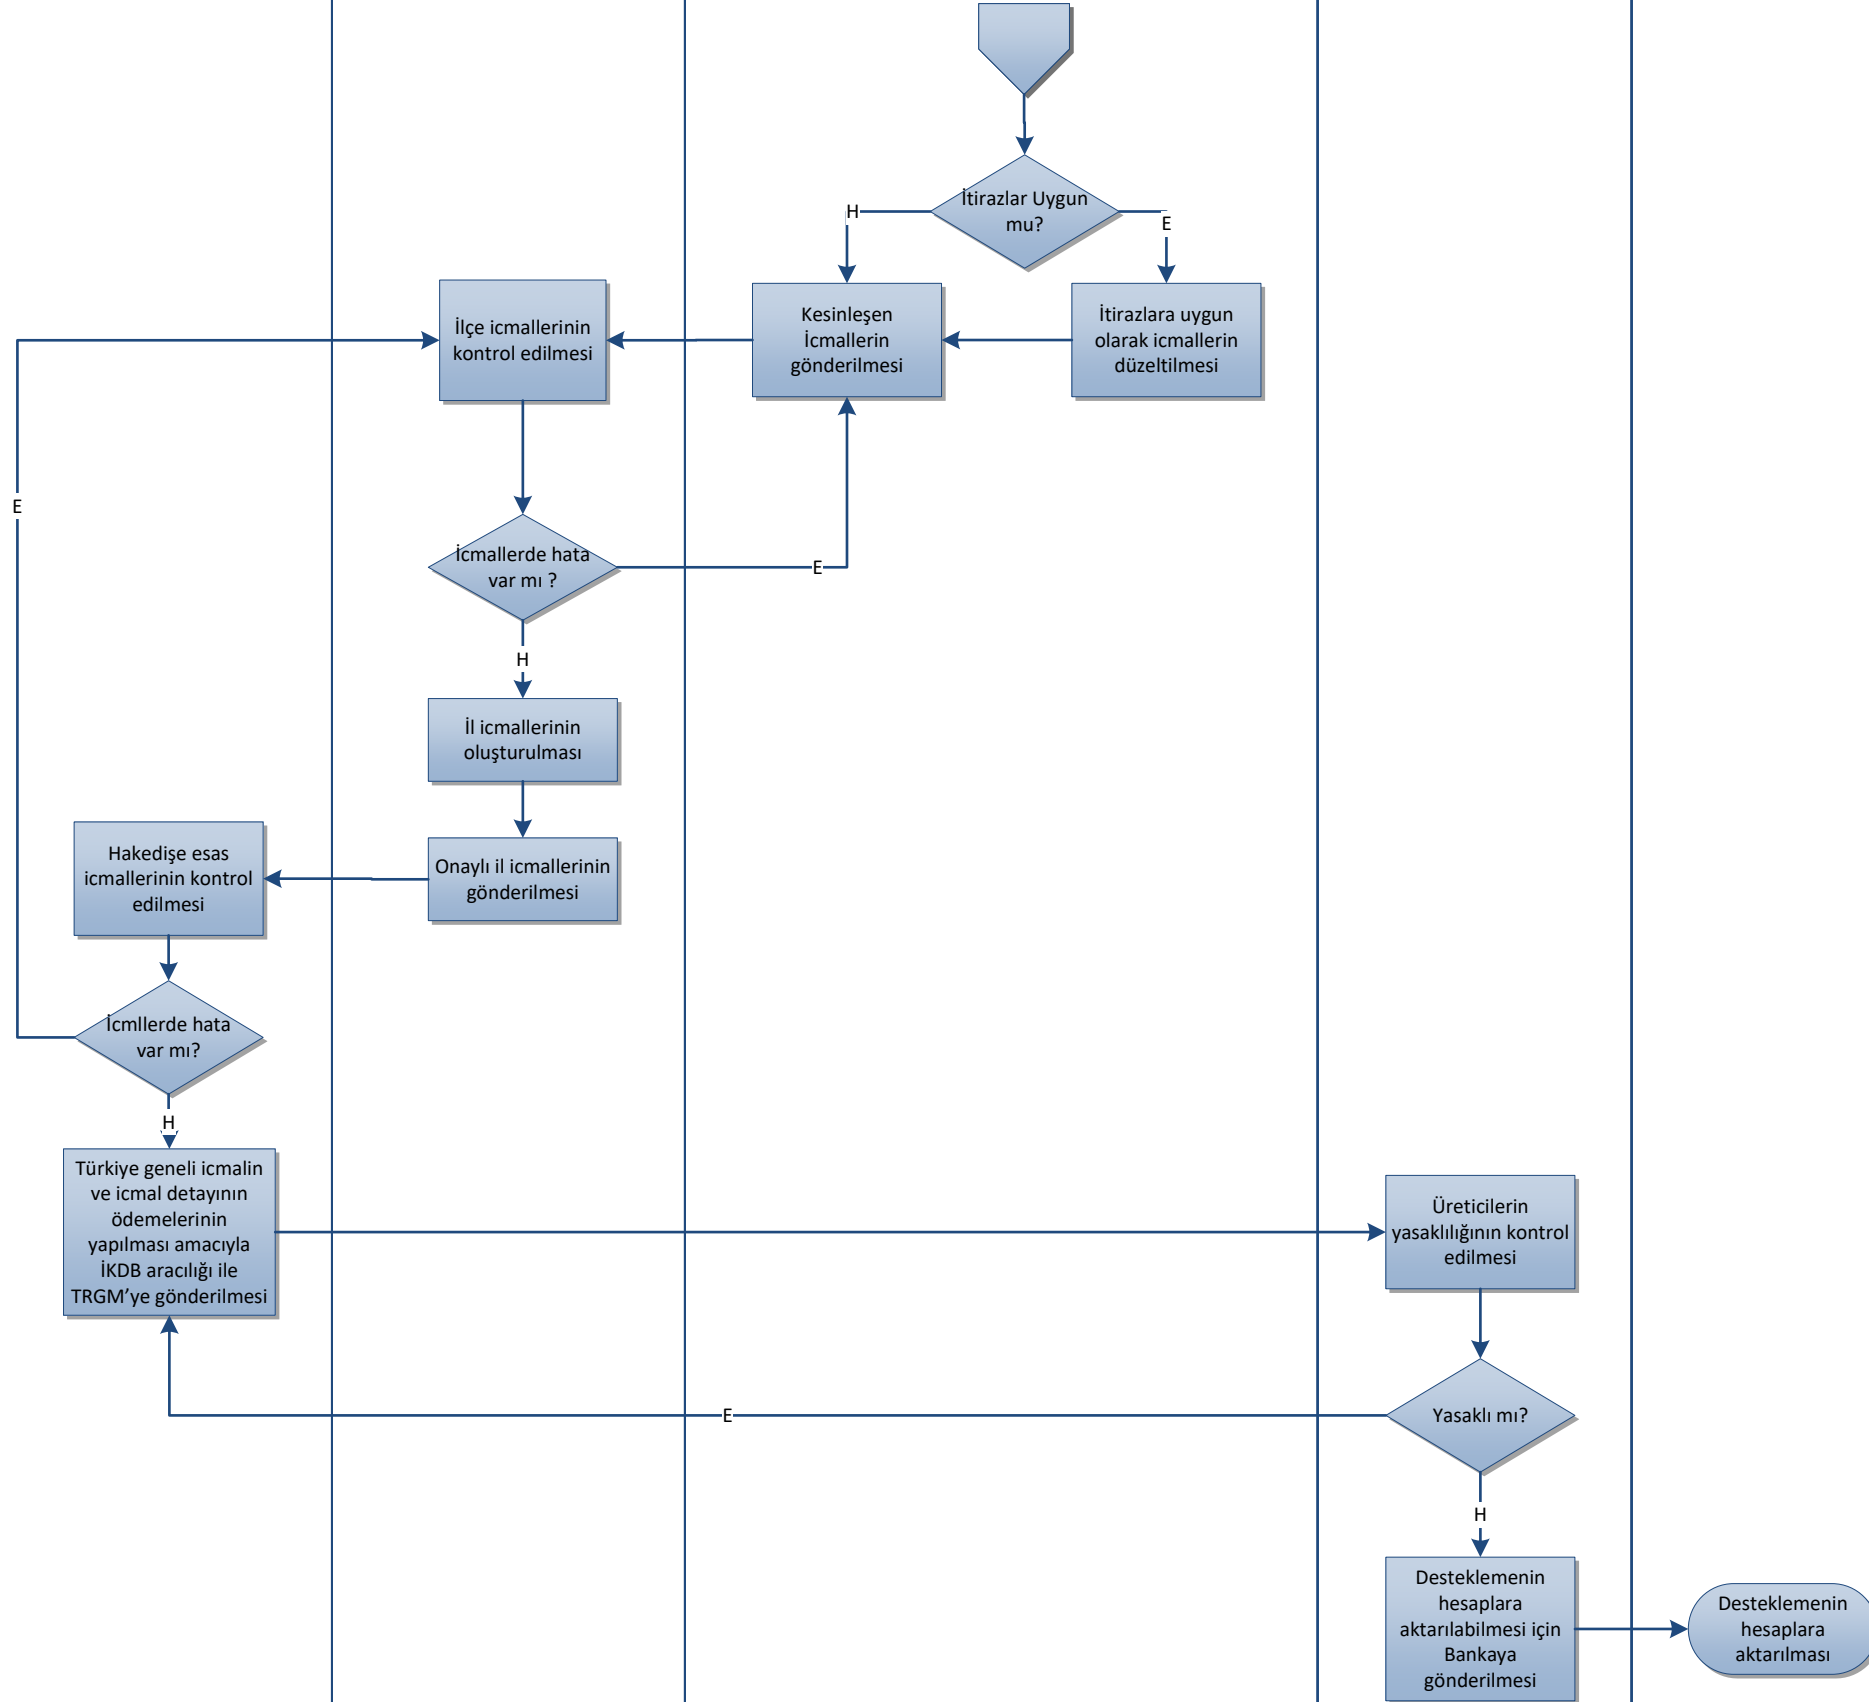 İtirazlar Uygun
mu?
H
E
İlçe icmallerinin
kontrol edilmesi
Kesinleşen
İcmallerin
gönderilmesi
İtirazlara uygun
olarak icmallerin
düzeltilmesi
E
İcmallerde hata
var mı ?
E
H
İl icmallerinin
oluşturulması
Hakedişe esas
icmallerinin kontrol
edilmesi
Onaylı il icmallerinin
gönderilmesi
İcmllerde hata
var mı?
H
Türkiye geneli icmalin
ve icmal detayının
ödemelerinin
yapılması amacıyla
İKDB aracılığı ile
TRGM’ye gönderilmesi
Üreticilerin
yasaklılığının kontrol
edilmesi
E
Yasaklı mı?
H
Desteklemenin
hesaplara
aktarılabilmesi için
Bankaya
gönderilmesi
Desteklemenin
hesaplara
aktarılması